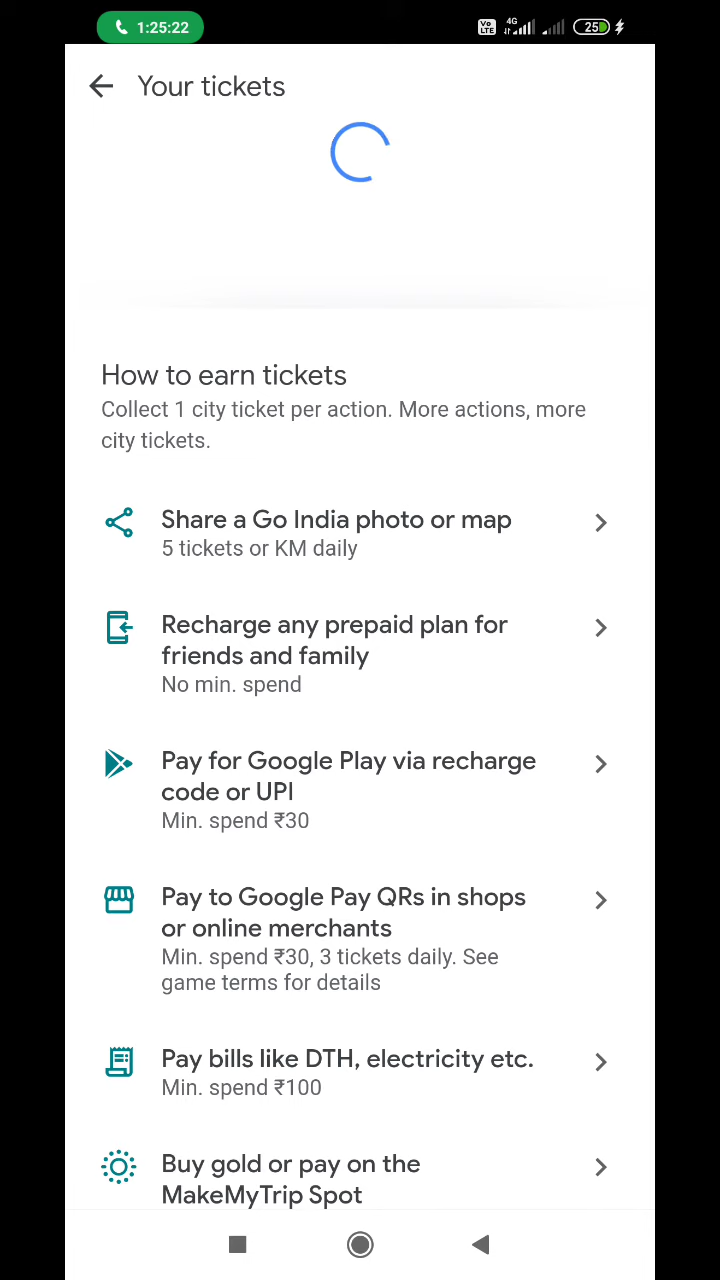 1:25:22
Vo LTE 4G 25
Your tickets
How to earn tickets
Collect 1 city ticket per action. More actions, more
city tickets.
Share a Go India photo or map
5 tickets or KM daily
Recharge any prepaid plan for
friends and family
No min. spend
Pay for Google Play via recharge
code or UPI
Min. spend ₹30
Pay to Google Pay QRs in shops
or online merchants
Min. spend ₹30, 3 tickets daily. See
game terms for details
Pay bills like DTH, electricity etc.
Min. spend ₹100
Buy gold or pay on the
MakeMyTrip Spot